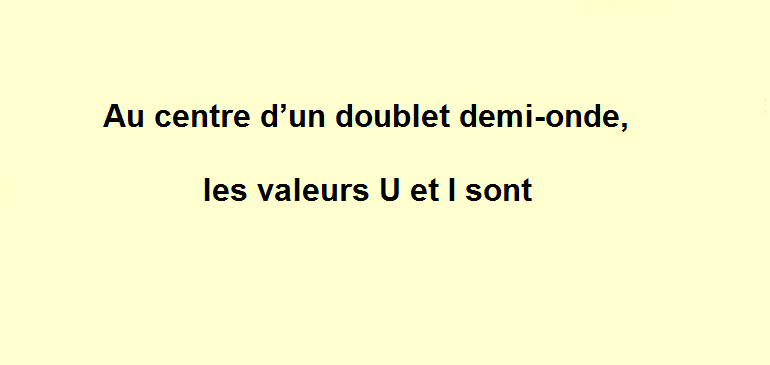 Au centre d’un doublet demi-onde,
les valeurs U et I sont